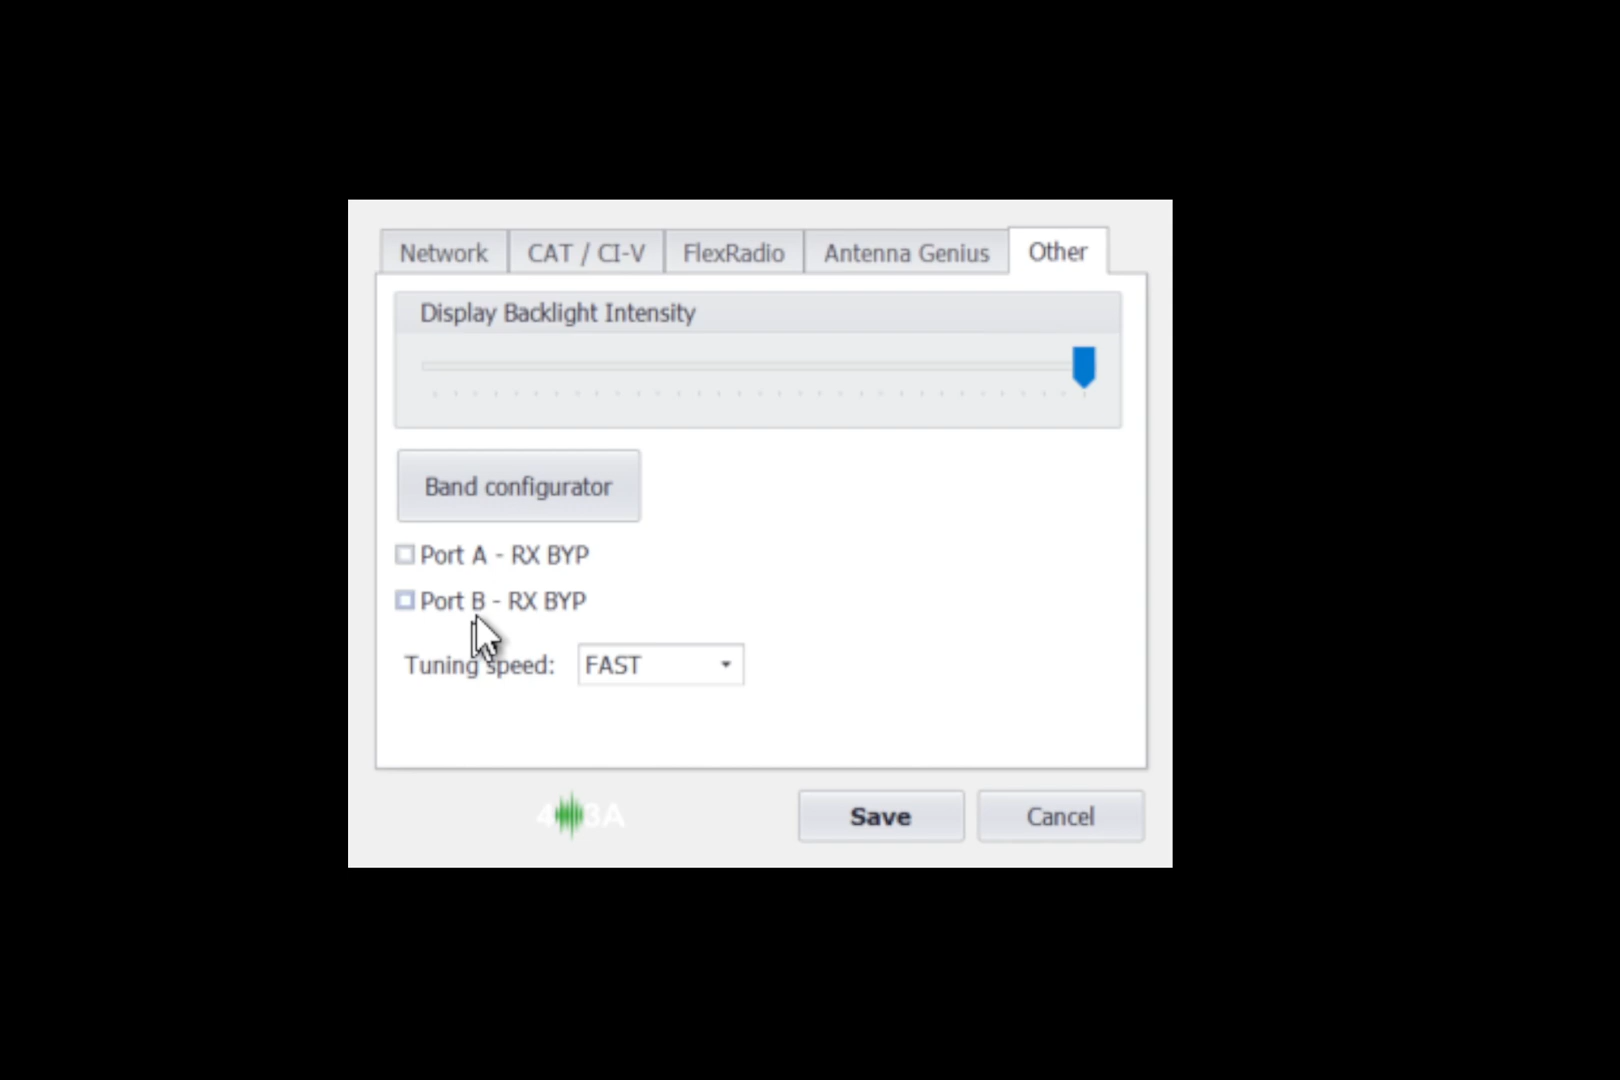 Network CAT / CI-V FlexRadio Antenna Genius Other
Display Backlight Intensity
Band configurator
Port A - RX BYP
Port B - RX BYP
Tuning speed: FAST
Save Cancel